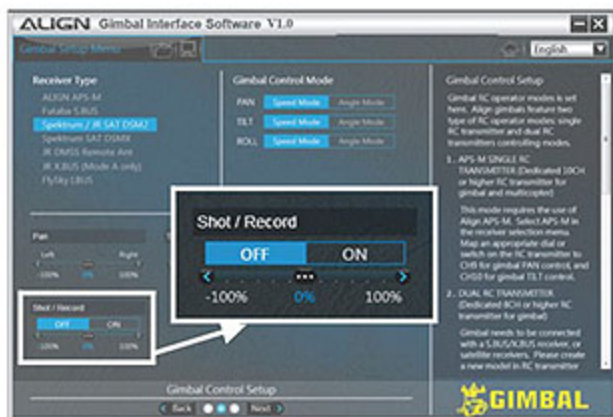 ALIGN Gimbal Interface Software V1.0
Gimbal Setup Menu
English
Receiver Type
ALIGN APS-M
Futaba S.BUS
Spektrum / JR SAT DSM2
Spektrum SAT DSMX
JR DMSS Remote Ant
JR X.BUS (Mode A only)
FlySky I.BUS
Gimbal Control Mode
PAN Speed Mode Angle Mode
TILT Speed Mode Angle Mode
ROLL Speed Mode Angle Mode
Pan
Left Right
-100% 0% 100%
Shot / Record
OFF ON
-100% 0% 100%
Shot / Record
OFF ON
-100% 0% 100%
Gimbal Control Setup
Gimbal RC operator modes is set
here. Align gimbals feature two
type of RC operator modes: single
RC transmitter and dual RC
transmitters controlling modes.
1. APS-M SINGLE RC
TRANSMITTER (Dedicated 10CH
or higher RC transmitter for
gimbal and multicopter)
This mode requires the use of
Align APS-M. Select APS-M in
the receiver selection menu.
Map an appropriate dial or
switch on the RC transmitter to
CH9 for gimbal PAN control, and
CH10 for gimbal TILT control.
2. DUAL RC TRANSMITTER
(Dedicated 8CH or higher RC
transmitter for gimbal)
Gimbal needs to be connected
with a S.BUS/X.BUS receiver, or
satellite receivers. Please create
a new model in RC transmitter
Gimbal Control Setup
Back Next
GIMBAL